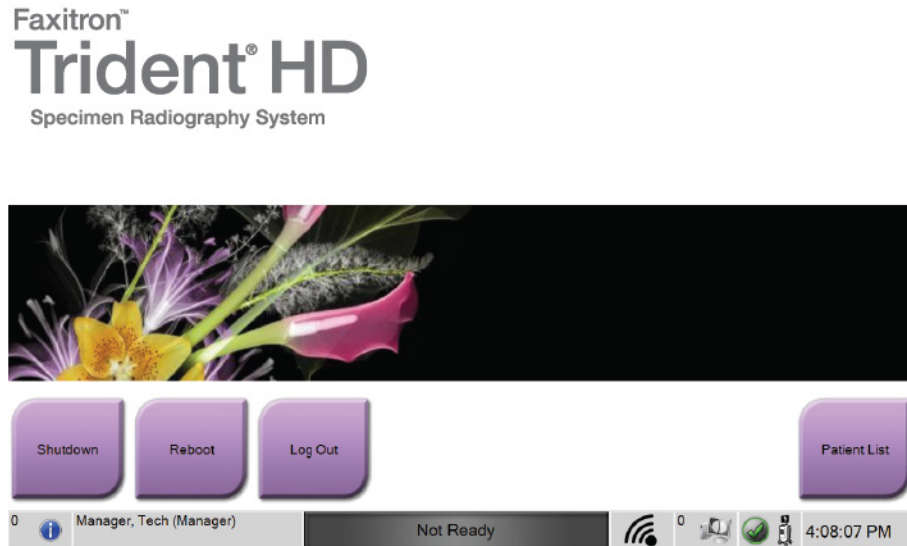 Faxitron™
Trident® HD
Specimen Radiography System
Shutdown
Reboot
Log Out
Patient List
0
Manager, Tech (Manager)
Not Ready
0
4:08:07 PM